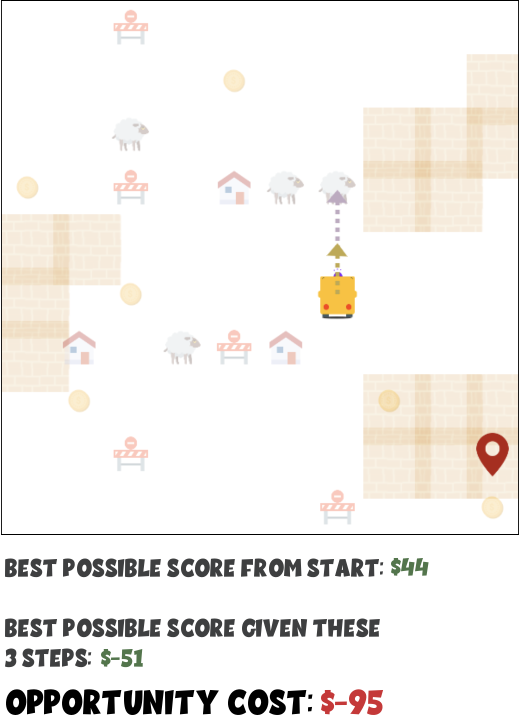 BEST POSSIBLE SCORE FROM START: $44
BEST POSSIBLE SCORE GIVEN THESE
3 STEPS: $-51
OPPORTUNITY COST: $-95